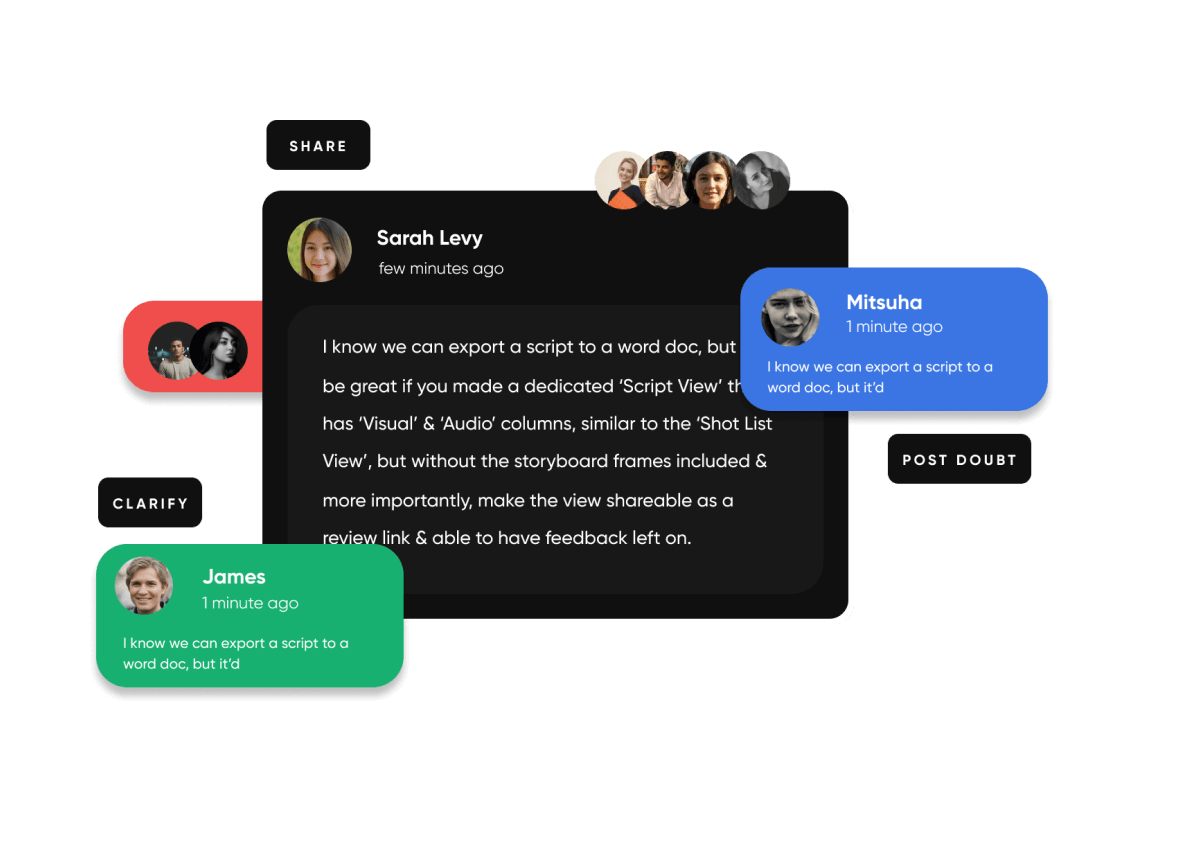 SHARE
Sarah Levy
few minutes ago
I know we can export a script to a word doc, but
be great if you made a dedicated ‘Script View’
has ‘Visual’ & ‘Audio’ columns, similar to the ‘Shot List
View’, but without the storyboard frames included &
more importantly, make the view shareable as a
review link & able to have feedback left on.
Mitsuha
1 minute ago
I know we can export a script to a
word doc, but it’d
POST DOUBT
CLARIFY
James
1 minute ago
I know we can export a script to a
word doc, but it’d